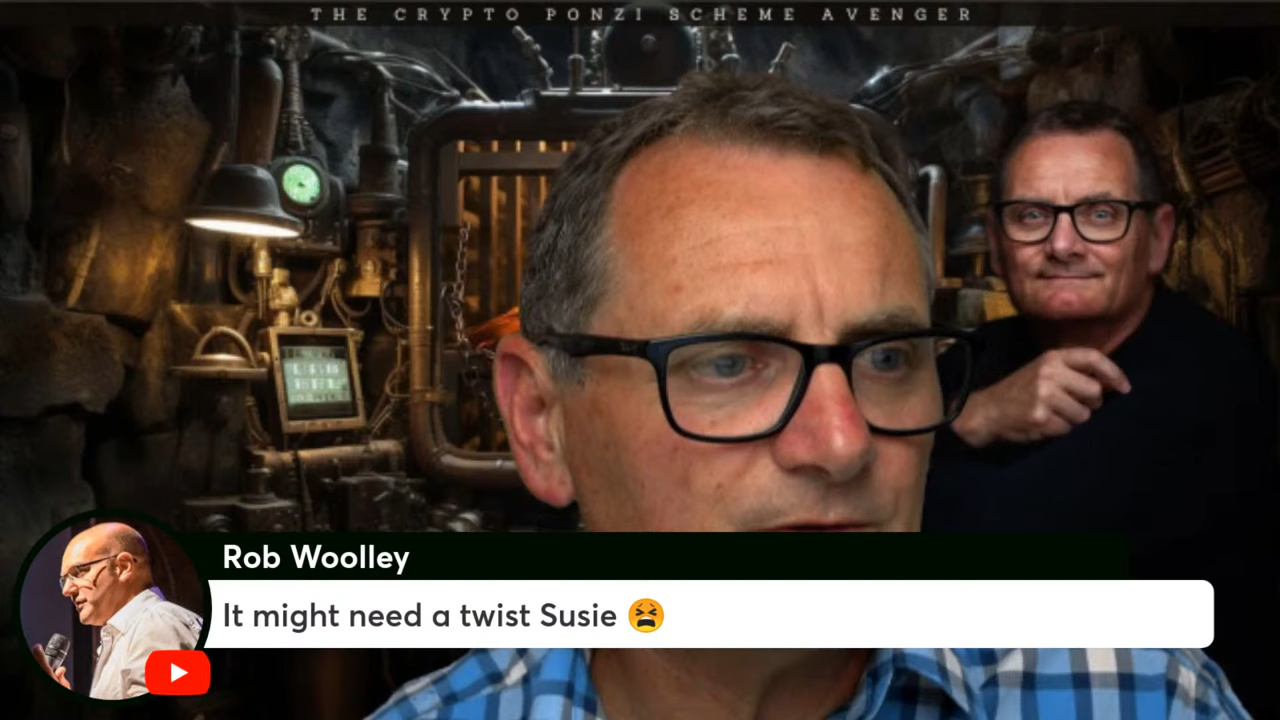 THE CRYPTO PONZI SCHEME AVENGER
Rob Woolley
It might need a twist Susie 😫